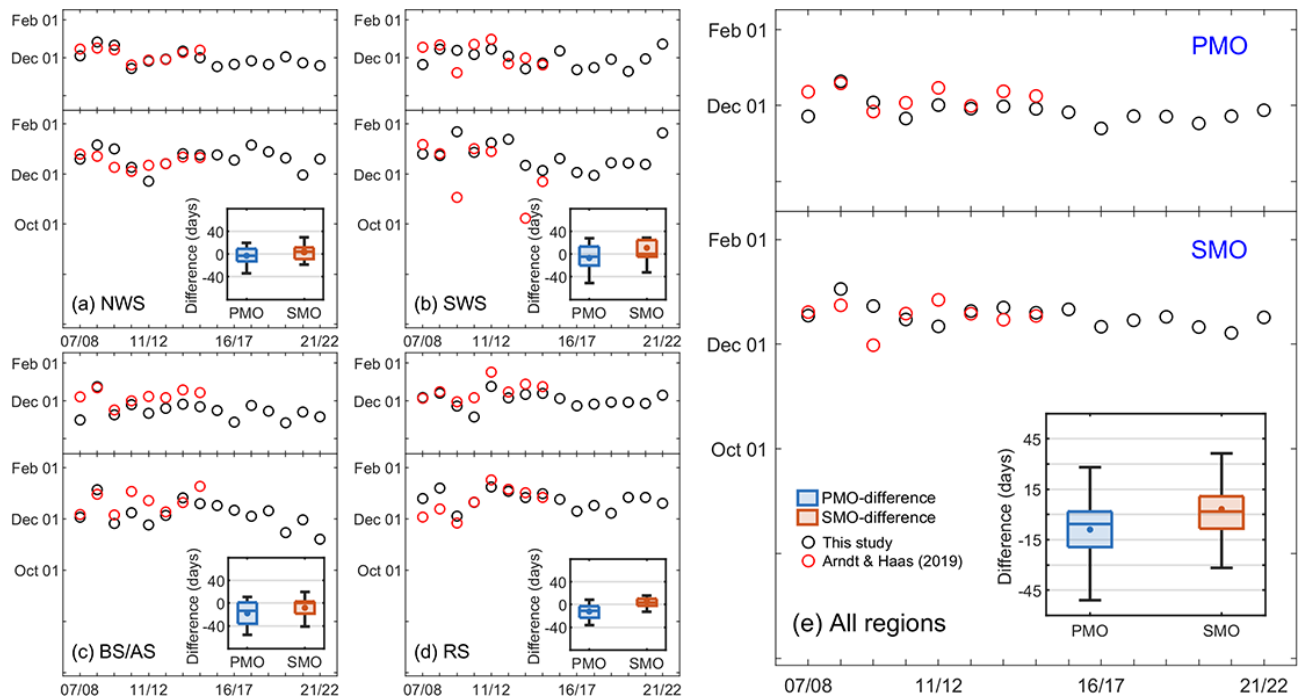 Feb 01
Dec 01
Feb 01
Dec 01
Oct 01
Difference (days)
40
0
-40
PMO SMO
(a) NWS
07/08 11/12 16/17 21/22
Feb 01
Dec 01
Feb 01
Dec 01
Oct 01
Difference (days)
40
0
-40
PMO SMO
(b) SWS
07/08 11/12 16/17 21/22
Feb 01
Dec 01
Feb 01
Dec 01
Oct 01
Difference (days)
40
0
-40
PMO SMO
(c) BS/AS
07/08 11/12 16/17 21/22
Feb 01
Dec 01
Feb 01
Dec 01
Oct 01
Difference (days)
40
0
-40
PMO SMO
(d) RS
07/08 11/12 16/17 21/22
Feb 01
PMO
Dec 01
Feb 01
SMO
Dec 01
Oct 01
PMO-difference
SMO-difference
This study
Arndt & Haas (2019)
Difference (days)
45
15
-15
-45
PMO SMO
(e) All regions
07/08 11/12 16/17 21/22